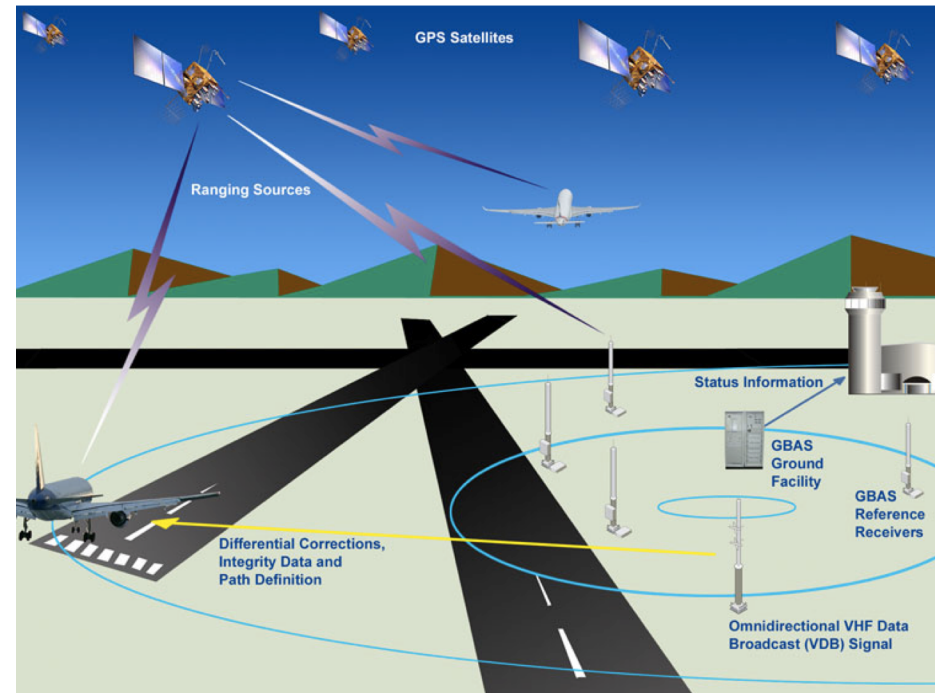 GPS Satellites
Ranging Sources
Status Information
GBAS
Ground
Facility
GBAS
Reference
Receivers
Differential Corrections,
Integrity Data and
Path Definition
Omnidirectional VHF Data
Broadcast (VDB) Signal